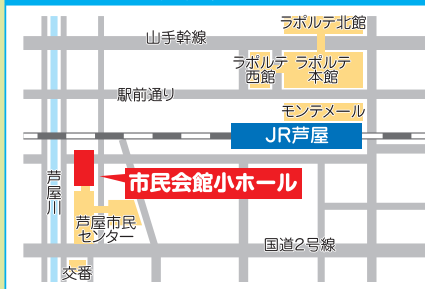 ラポルテ北館
山手幹線
ラポルテ
西館
ラポルテ
本館
駅前通り
モンテメール
JR芦屋
芦屋川
市民会館小ホール
芦屋市民
センター
国道2号線
交番